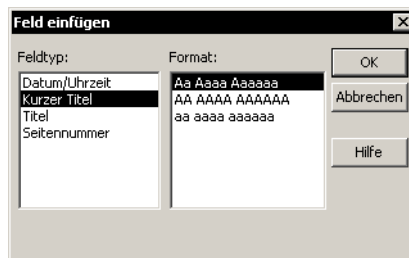 Feld einfügen
Feldtyp:
Format:
Datum/Uhrzeit
Kurzer Titel
Titel
Seitennummer
Aa Aaaa Aaaaaa
AA AAAA AAAAAA
aa aaaa aaaaaa
OK
Abbrechen
Hilfe